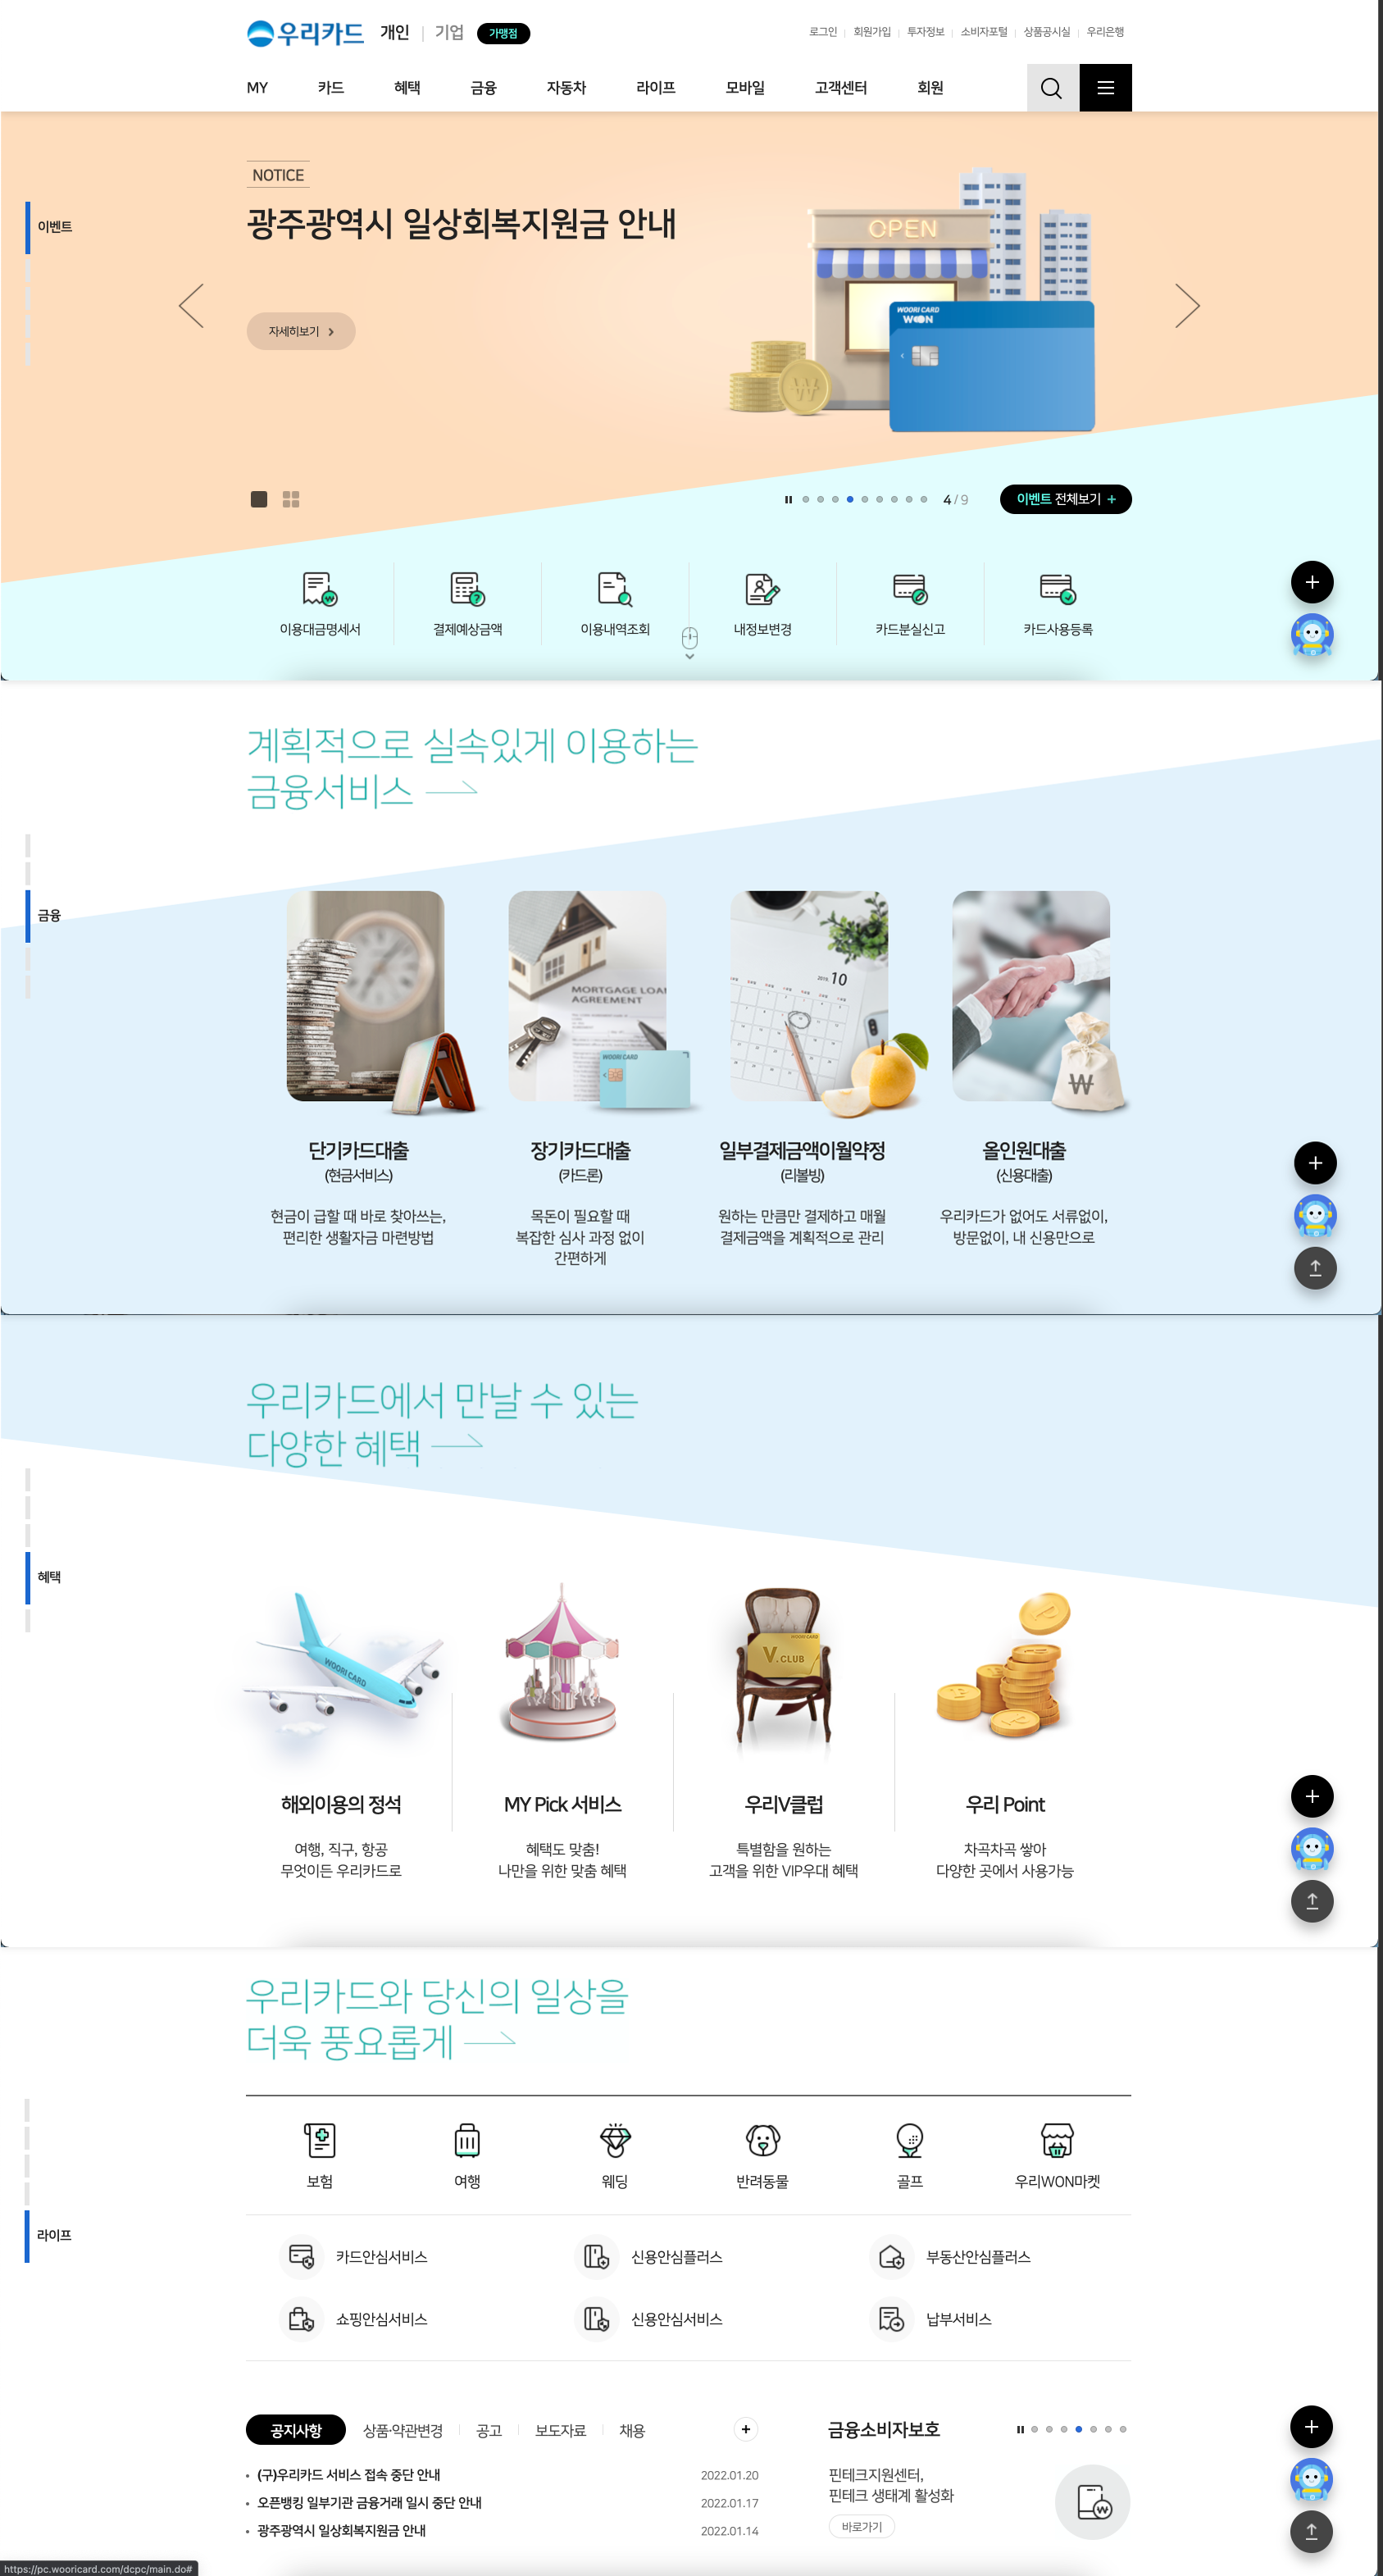 우리카드
개인
기업
가맹점
로그인
회원가입
투자정보
소비자포털
상품공시실
우리은행
MY
카드
혜택
금융
자동차
라이프
모바일
고객센터
회원
이벤트
NOTICE
광주광역시 일상회복지원금 안내
자세히보기
OPEN
WOORI CARD
WON
4 / 9
이벤트 전체보기 +
이용대금명세서
결제예상금액
이용내역조회
내정보변경
카드분실신고
카드사용등록
계획적으로 실속있게 이용하는
금융서비스
금융
MORTGAGE LOAN
AGREEMENT
WOORI CARD
2015. 10
단기카드대출
(현금서비스)
현금이 급할 때 바로 찾아쓰는,
편리한 생활자금 마련방법
장기카드대출
(카드론)
목돈이 필요할 때
복잡한 심사 과정 없이
간편하게
일부결제금액이월약정
(리볼빙)
원하는 만큼만 결제하고 매월
결제금액을 계획적으로 관리
올인원대출
(신용대출)
우리카드가 없어도 서류없이,
방문없이, 내 신용만으로
우리카드에서 만날 수 있는
다양한 혜택
혜택
WOORI CARD
WOORI CARD
V.CLUB
해외이용의 정석
여행, 직구, 항공
무엇이든 우리카드로
MY Pick 서비스
혜택도 맞춤!
나만을 위한 맞춤 혜택
우리V클럽
특별함을 원하는
고객을 위한 VIP우대 혜택
우리 Point
차곡차곡 쌓아
다양한 곳에서 사용가능
우리카드와 당신의 일상을
더욱 풍요롭게
라이프
보험
여행
웨딩
반려동물
골프
우리WON마켓
카드안심서비스
신용안심플러스
부동산안심플러스
쇼핑안심서비스
신용안심서비스
납부서비스
공지사항
상품·약관변경
공고
보도자료
채용
(구)우리카드 서비스 접속 중단 안내
2022.01.20
오픈뱅킹 일부기관 금융거래 일시 중단 안내
2022.01.17
광주광역시 일상회복지원금 안내
2022.01.14
금융소비자보호
핀테크지원센터,
핀테크 생태계 활성화
바로가기
https://pc.wooricard.com/dcpc/main.do#